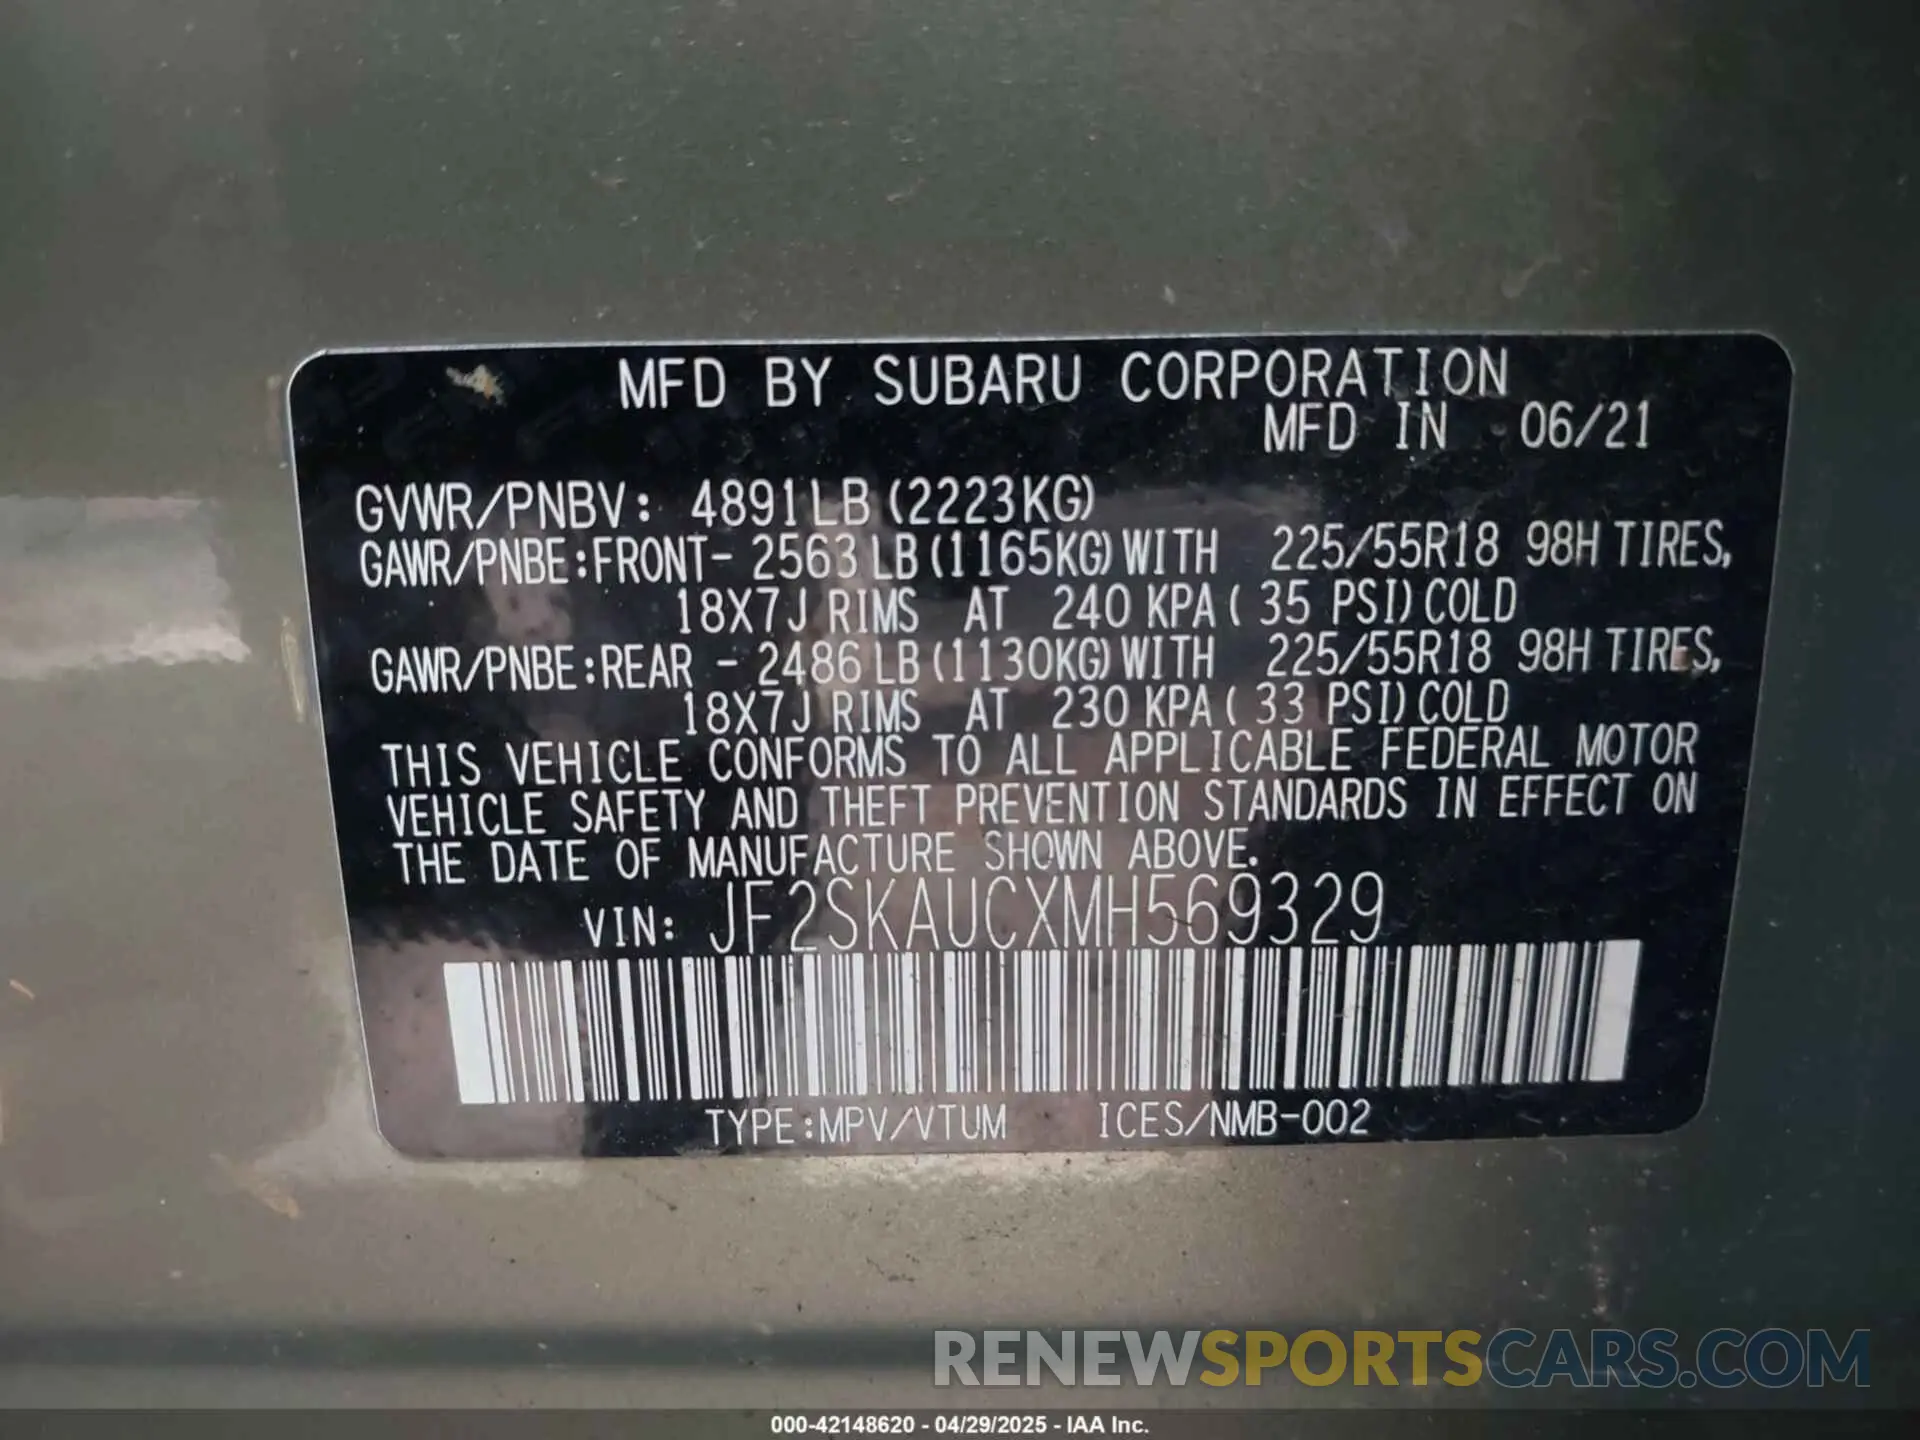 MFD BY SUBARU CORPORATION
MFD IN 06/21
GVWR/PNBV: 4891LB (2223KG)
GAWR/PNBE:FRONT- 2563 LB (1165KG) WITH 225/55R18 98H TIRES,
18X7J RIMS AT 240 KPA ( 35 PSI) COLD
GAWR/PNBE:REAR - 2486 LB (1130KG) WITH 225/55R18 98H TIRES,
18X7J RIMS AT 230 KPA ( 33 PSI) COLD
THIS VEHICLE CONFORMS TO ALL APPLICABLE FEDERAL MOTOR
VEHICLE SAFETY AND THEFT PREVENTION STANDARDS IN EFFECT ON
THE DATE OF MANUFACTURE SHOWN ABOVE.
VIN: JF2SKAUCXMH569329
TYPE:MPV/VTUM ICES/NMB-002
RENEWSPORTSCARS.COM
000-42148620 - 04/29/2025 - IAA Inc.